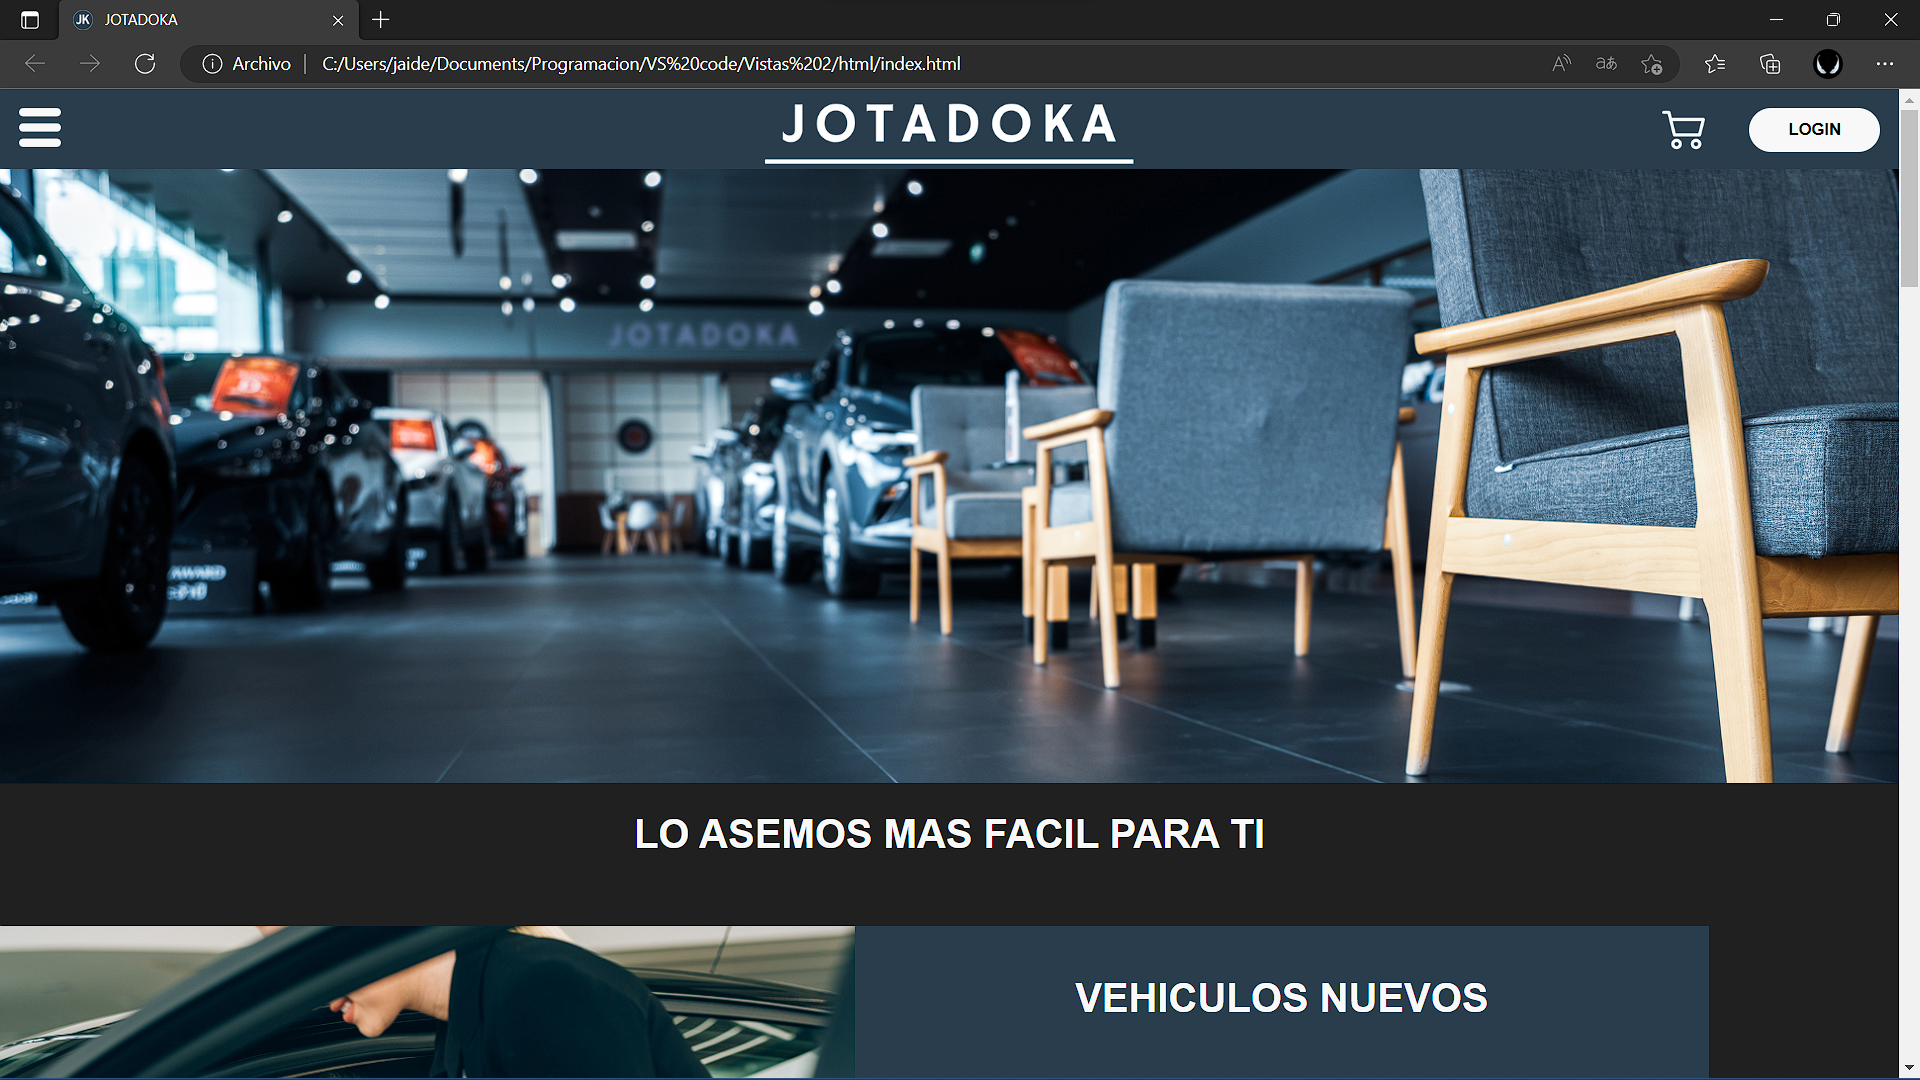 JK JOTADOKA
Archivo C:/Users/jaide/Documents/Programacion/VS%20code/Vistas%202/html/index.html
JOTADOKA
LOGIN
JOTADOKA
AWARD
LO ASEMOS MAS FACIL PARA TI
VEHICULOS NUEVOS